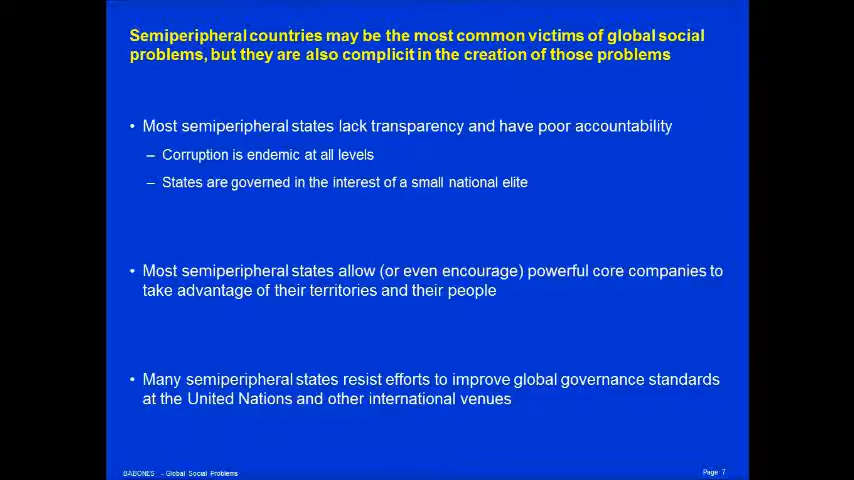 Semiperipheral countries may be the most common victims of global social
problems, but they are also complicit in the creation of those problems
• Most semiperipheral states lack transparency and have poor accountability
– Corruption is endemic at all levels
– States are governed in the interest of a small national elite
• Most semiperipheral states allow (or even encourage) powerful core companies to
take advantage of their territories and their people
• Many semiperipheral states resist efforts to improve global governance standards
at the United Nations and other international venues
BABONES – Global Social Problems
Page 7